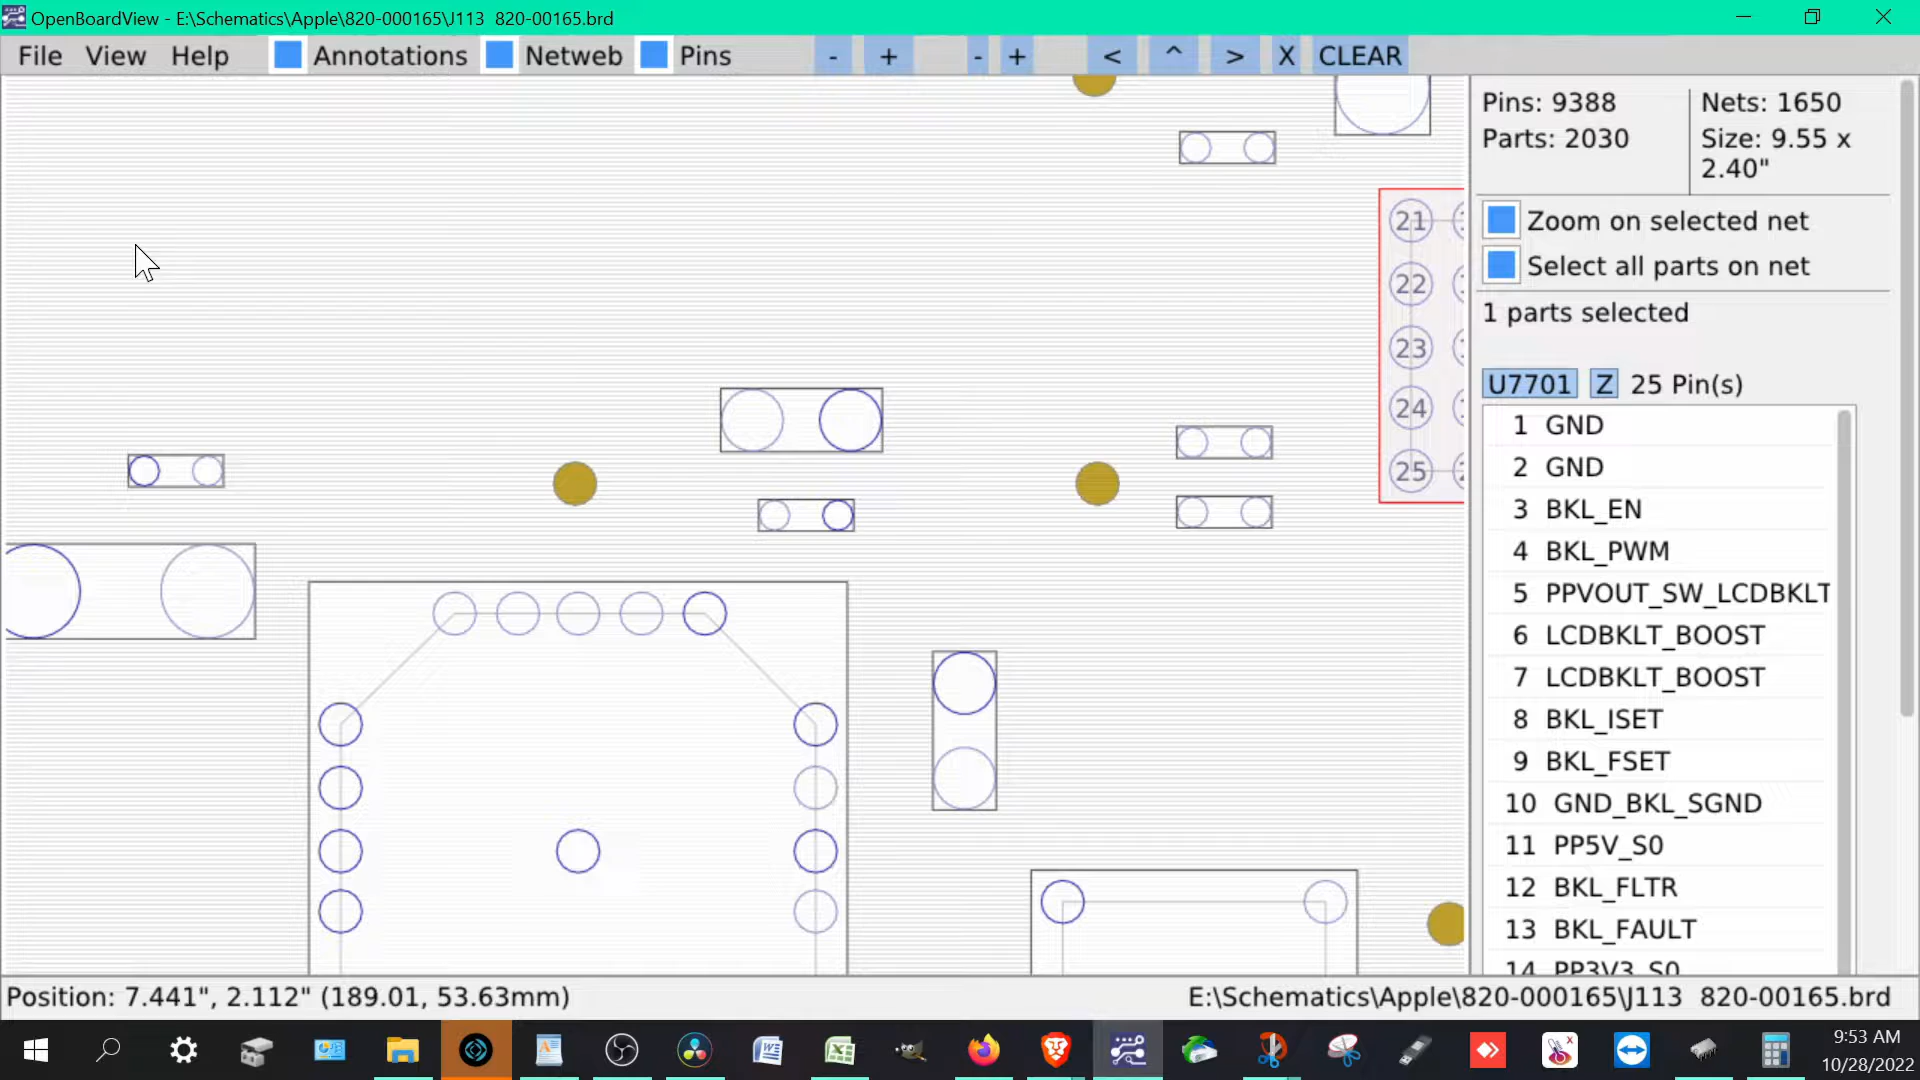 OpenBoardView - E:\Schematics\Apple\820-000165\J113 820-00165.brd
File View Help Annotations Netweb Pins - + - + < ^ > X CLEAR
Pins: 9388
Parts: 2030
Nets: 1650
Size: 9.55 x
2.40"
Zoom on selected net
Select all parts on net
1 parts selected
U7701 Z 25 Pin(s)
1 GND
2 GND
3 BKL_EN
4 BKL_PWM
5 PPVOUT_SW_LCDBKLT
6 LCDBKLT_BOOST
7 LCDBKLT_BOOST
8 BKL_ISET
9 BKL_FSET
10 GND_BKL_SGND
11 PP5V_S0
12 BKL_FLTR
13 BKL_FAULT
14 PP3V3_S0
21
22
23
24
25
Position: 7.441", 2.112" (189.01, 53.63mm)
E:\Schematics\Apple\820-000165\J113 820-00165.brd
9:53 AM
10/28/2022